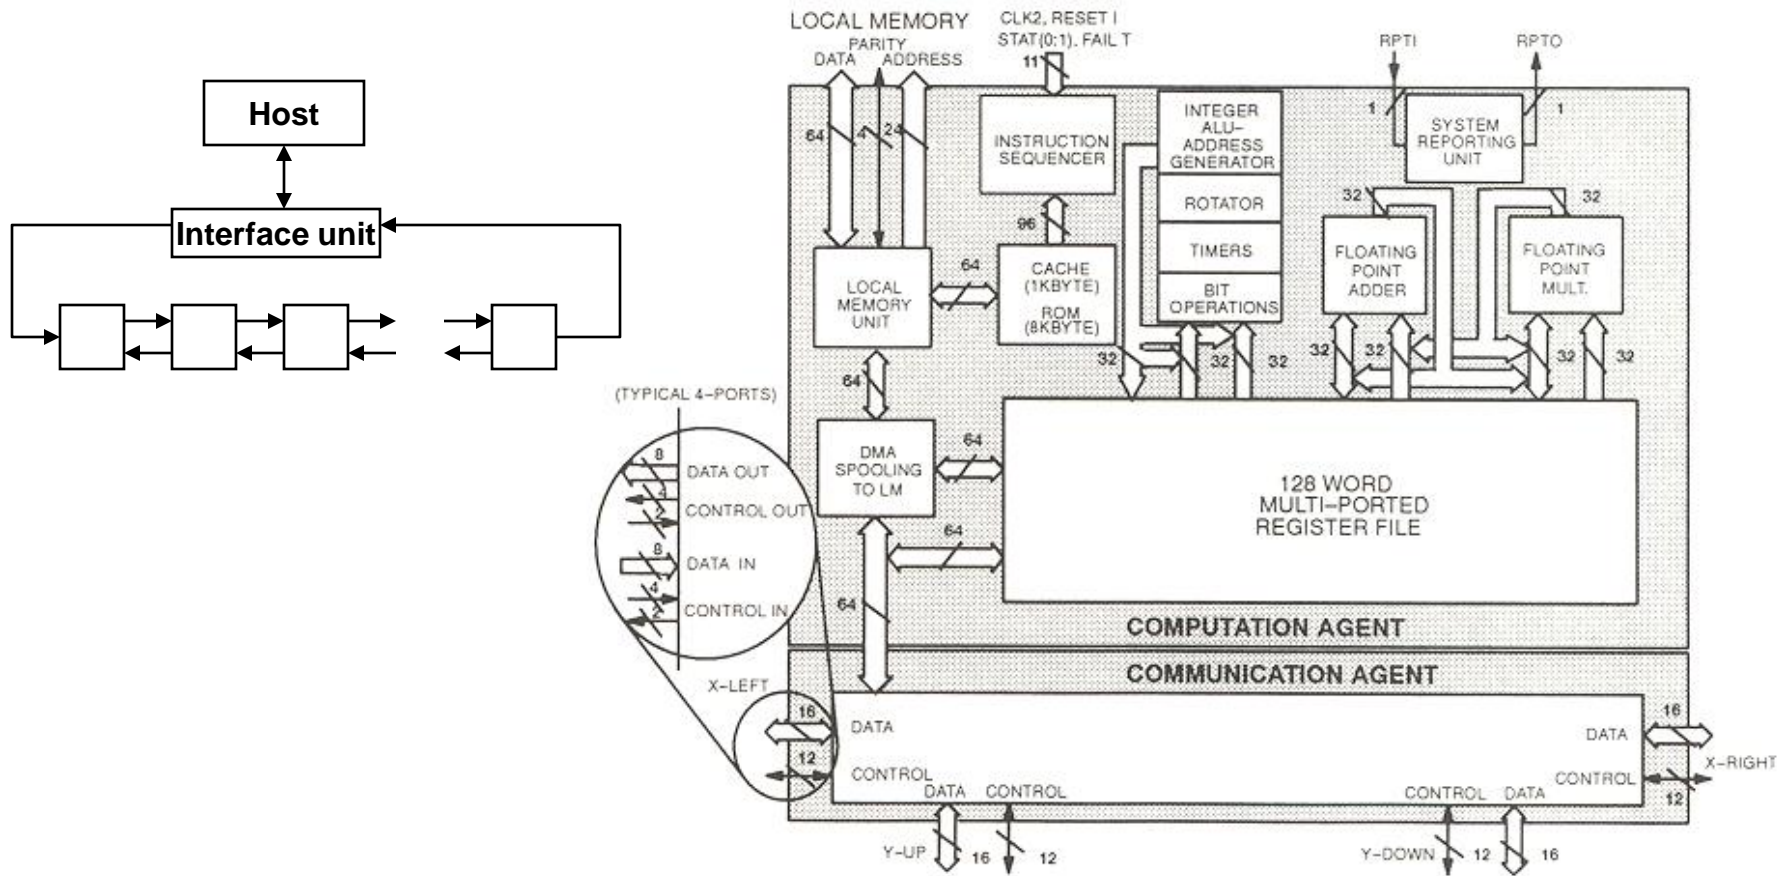 Host
Interface unit
LOCAL MEMORY
PARITY
DATA
ADDRESS
64
4
24
CLK2, RESET I
STAT(0:1), FAIL T
11
RPTI
RPTO
1
1
INSTRUCTION
SEQUENCER
INTEGER
ALU–
ADDRESS
GENERATOR
ROTATOR
TIMERS
BIT
OPERATIONS
SYSTEM
REPORTING
UNIT
96
32
32
LOCAL
MEMORY
UNIT
64
CACHE
(1KBYTE)
ROM
(8KBYTE)
FLOATING
POINT
ADDER
FLOATING
POINT
MULT.
32
32
32
32
32
32
32
64
(TYPICAL 4–PORTS)
8
DATA OUT
4
CONTROL OUT
2
8
DATA IN
4
CONTROL IN
2
DMA
SPOOLING
TO LM
64
64
64
128 WORD
MULTI–PORTED
REGISTER FILE
COMPUTATION AGENT
COMMUNICATION AGENT
X–LEFT
16
DATA
12
CONTROL
DATA
CONTROL
DATA
16
X–RIGHT
CONTROL
12
CONTROL
DATA
Y–UP
16
12
Y–DOWN
12
16